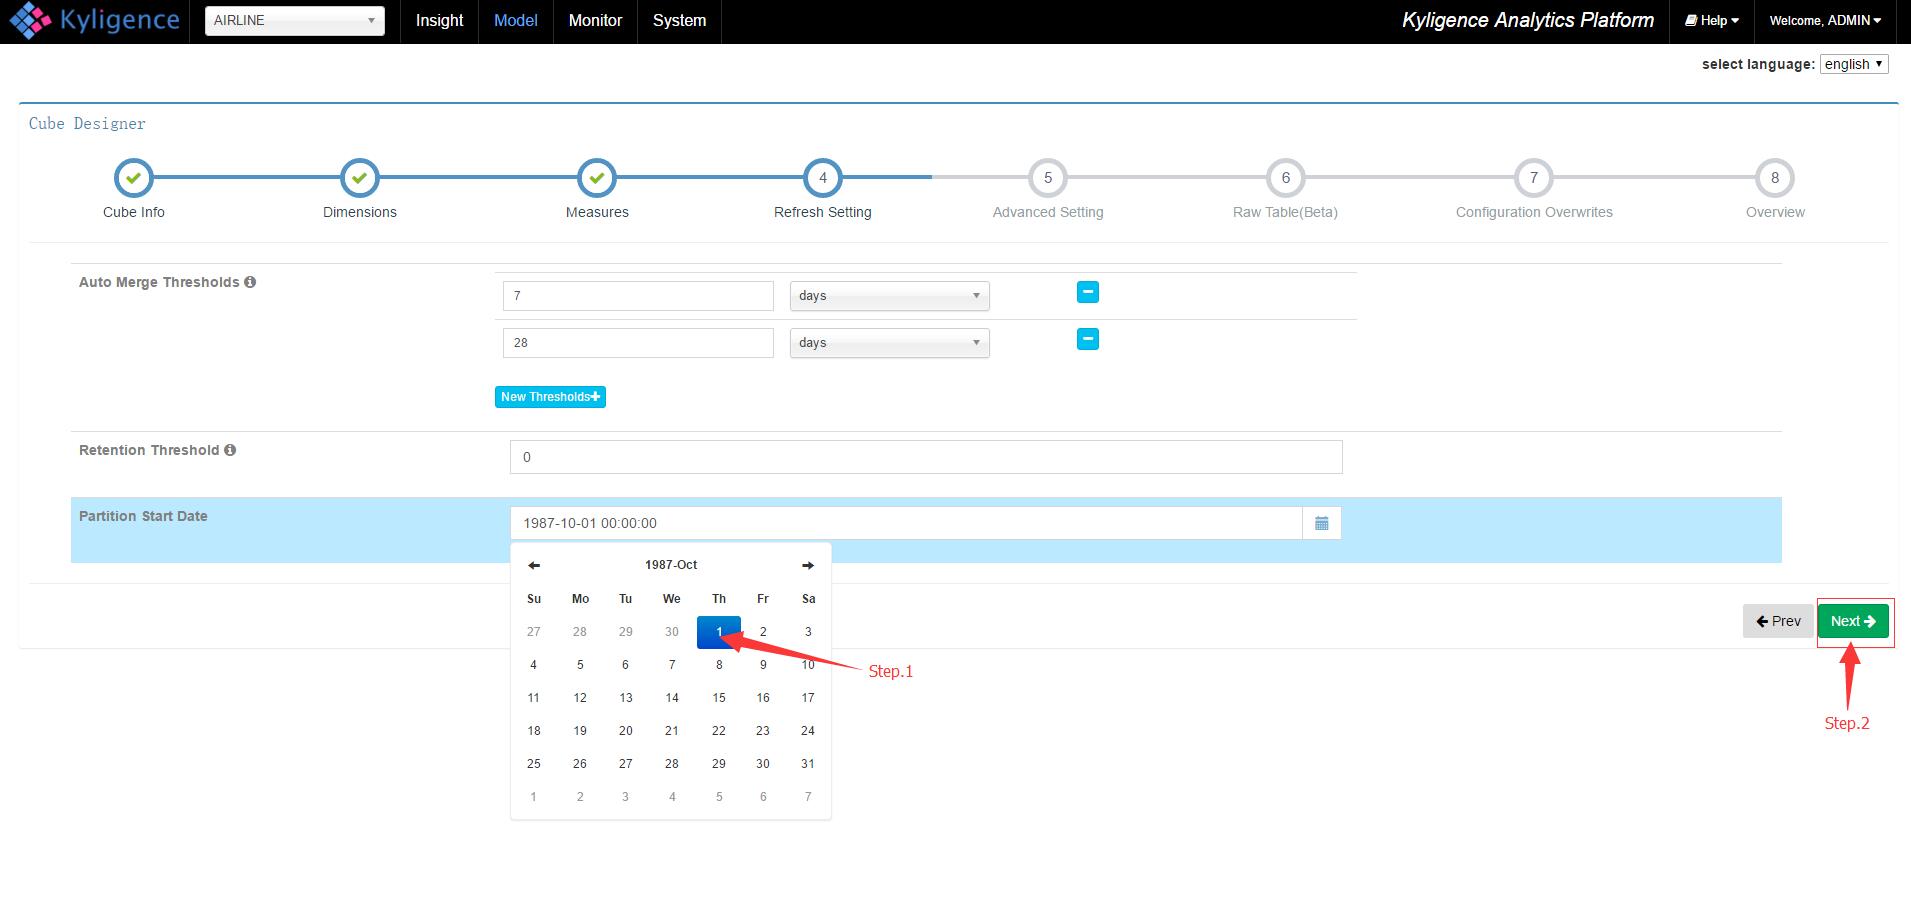 Kyligence AIRLINE Insight Model Monitor System Kyligence Analytics Platform Help Welcome, ADMIN
select language: english
Cube Designer
4 5 6 7 8
Cube Info Dimensions Measures Refresh Setting Advanced Setting Raw Table(Beta) Configuration Overwrites Overview
Auto Merge Thresholds
7 days
28 days
New Thresholds+
Retention Threshold
0
Partition Start Date
1987-10-01 00:00:00
← 1987-Oct →
Su Mo Tu We Th Fr Sa
27 28 29 30 1 2 3
4 5 6 7 8 9 10
11 12 13 14 15 16 17
18 19 20 21 22 23 24
25 26 27 28 29 30 31
1 2 3 4 5 6 7
← Prev Next →
Step.1
Step.2